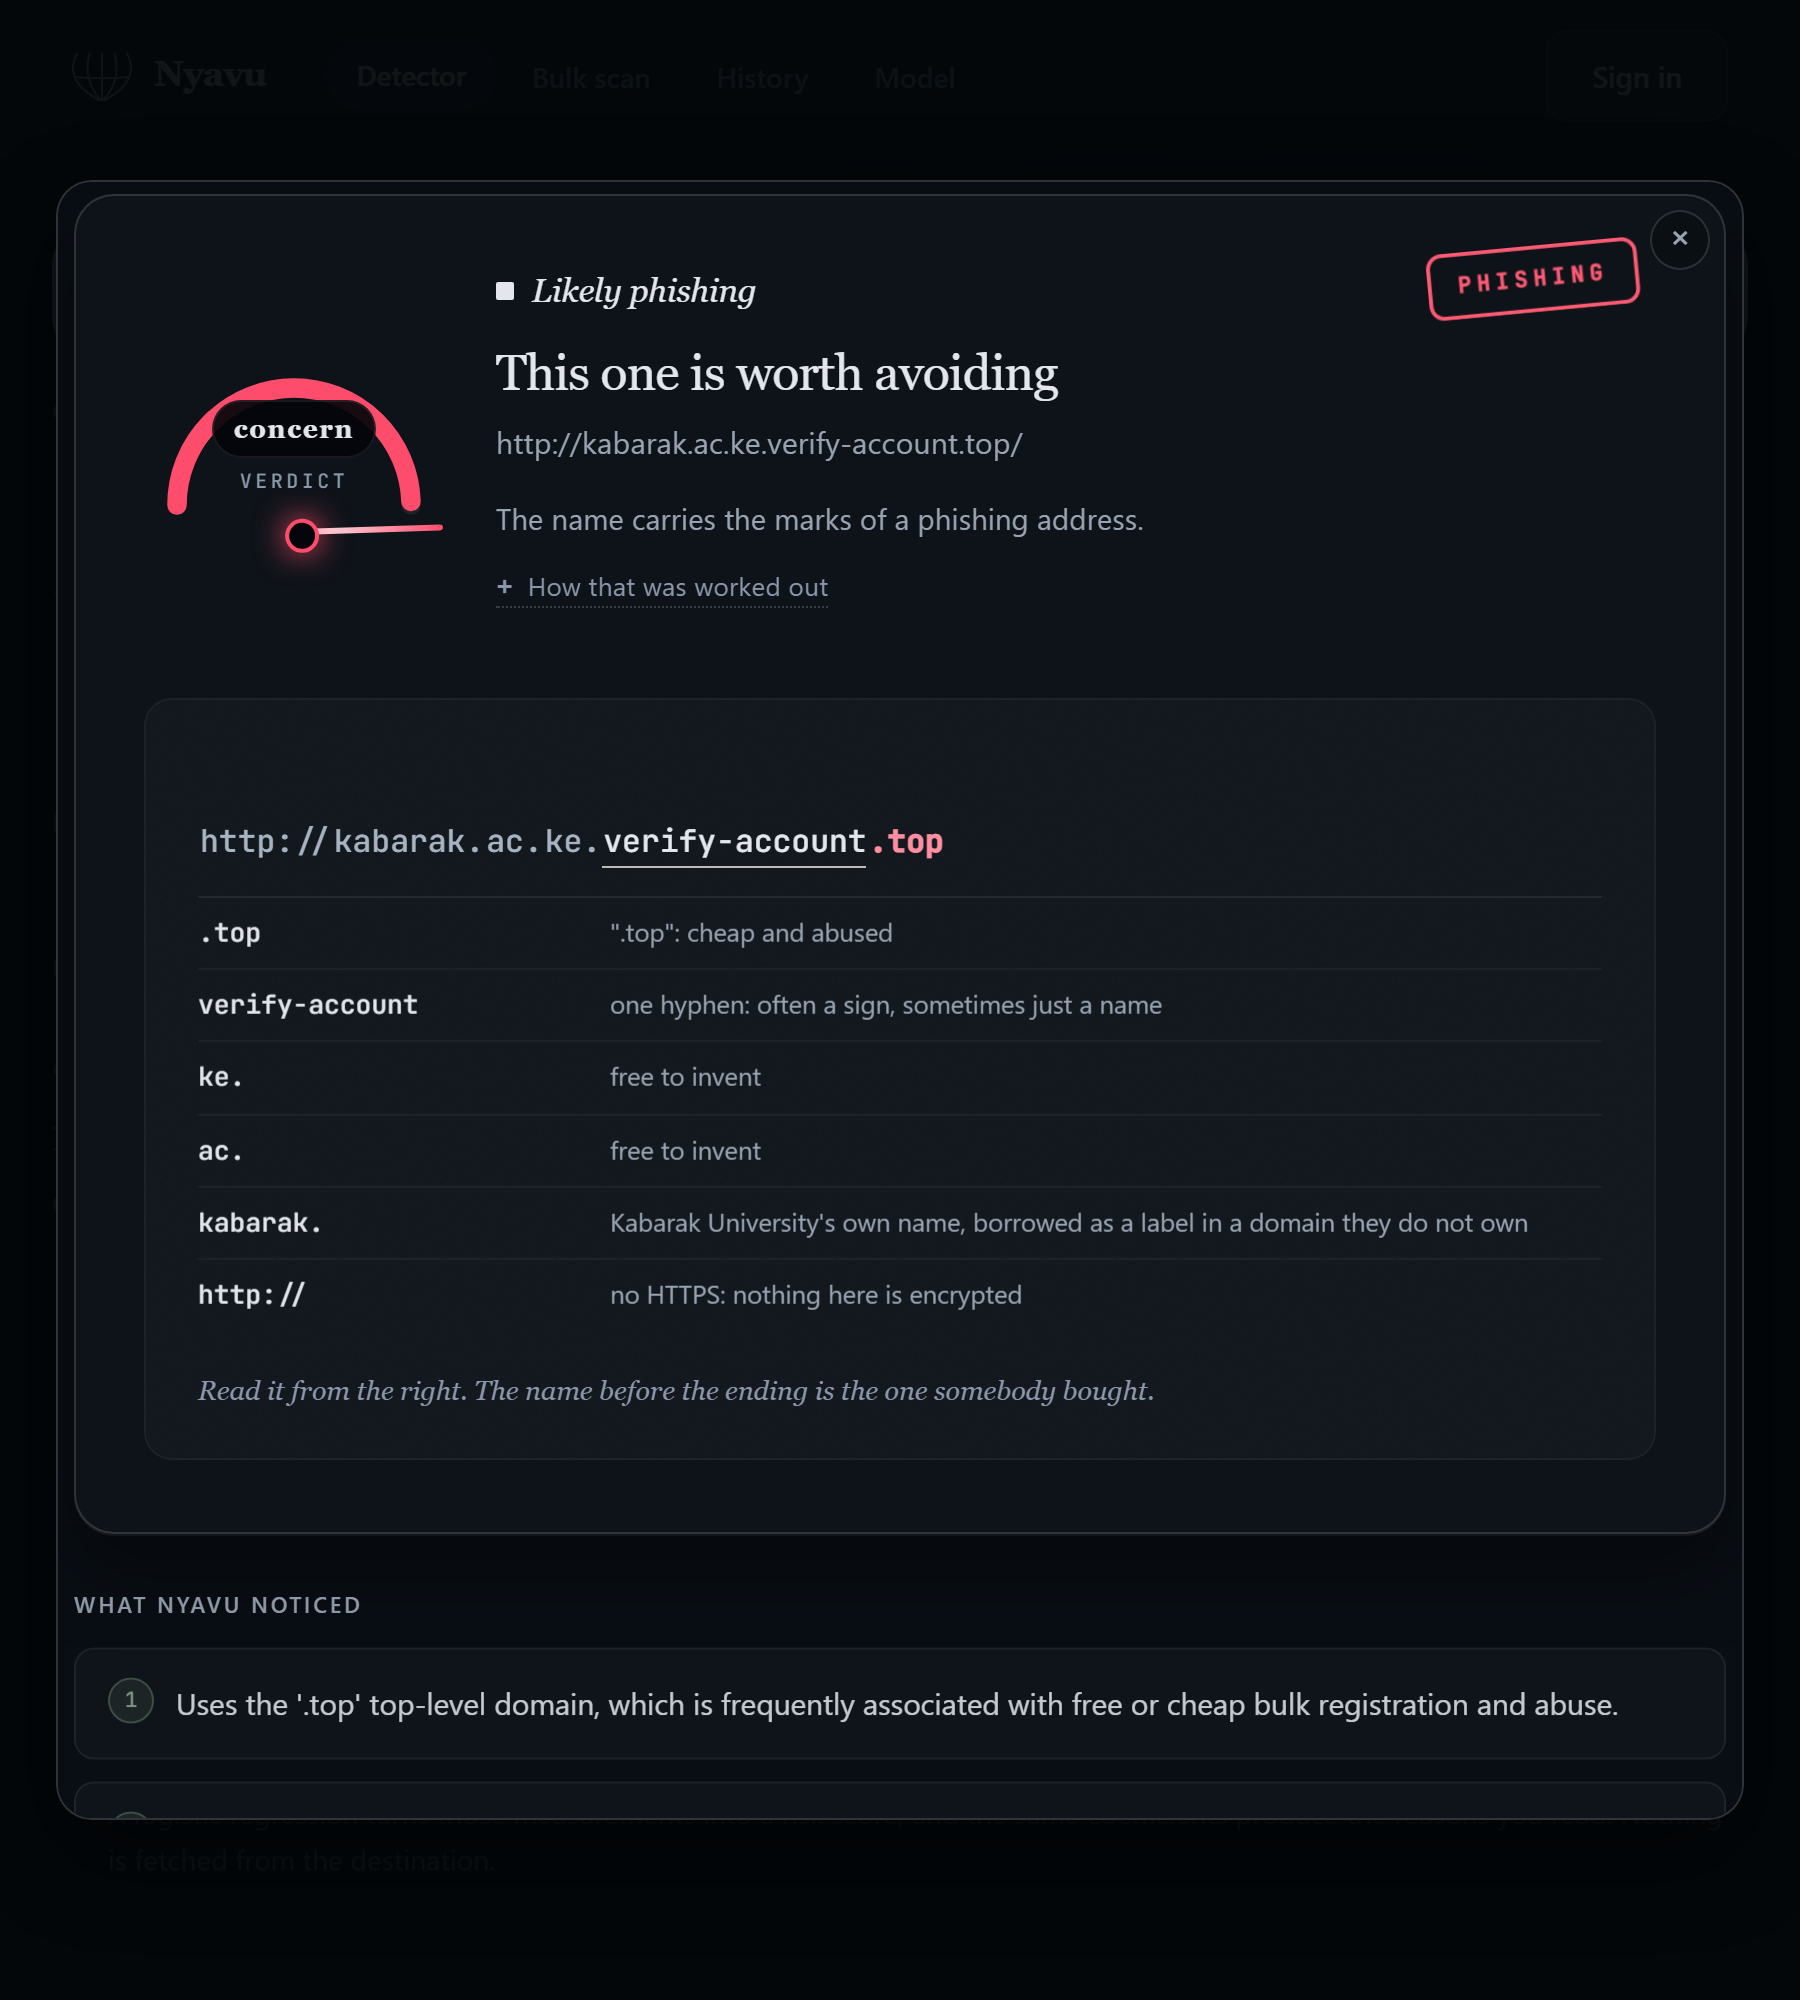 Nyavu
Detector
Bulk scan
History
Model
Sign in
×
PHISHING
Likely phishing
This one is worth avoiding
http://kabarak.ac.ke.verify-account.top/
The name carries the marks of a phishing address.
+ How that was worked out
concern
VERDICT
http://kabarak.ac.ke.verify-account.top
.top ".top": cheap and abused
verify-account one hyphen: often a sign, sometimes just a name
ke. free to invent
ac. free to invent
kabarak. Kabarak University's own name, borrowed as a label in a domain they do not own
http:// no HTTPS: nothing here is encrypted
Read it from the right. The name before the ending is the one somebody bought.
WHAT NYAVU NOTICED
1 Uses the '.top' top-level domain, which is frequently associated with free or cheap bulk registration and abuse.
is fetched from the destination.